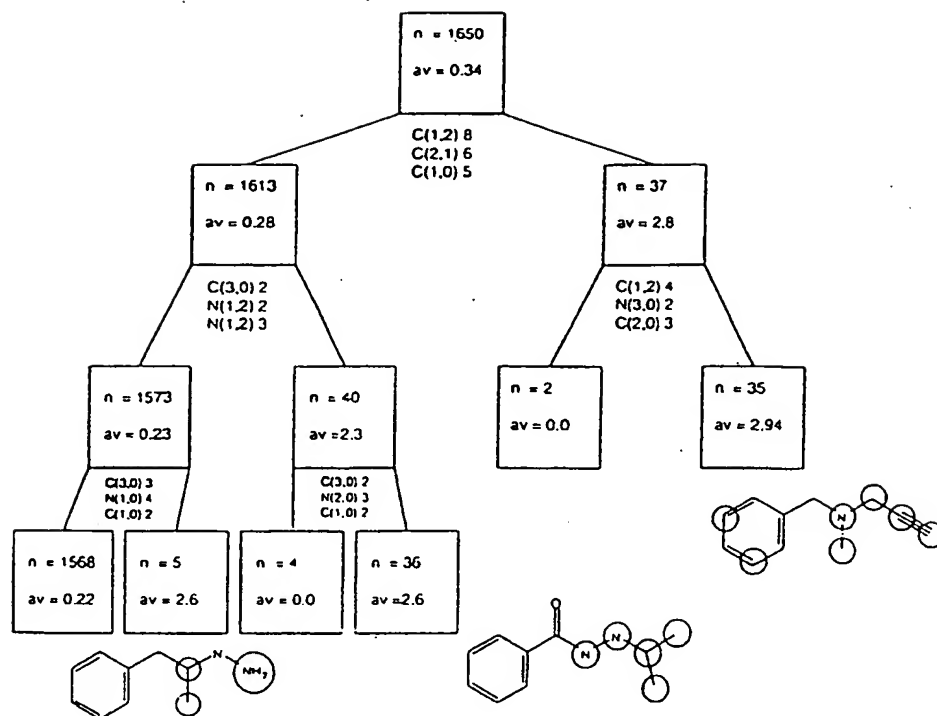 n = 1650
av = 0.34
C(1,2) 8
C(2,1) 6
C(1,0) 5
n = 1613
av = 0.28
n = 37
av = 2.8
C(3,0) 2
N(1,2) 2
N(1,2) 3
C(1,2) 4
N(3,0) 2
C(2,0) 3
n = 1573
av = 0.23
n = 40
av = 2.3
n = 2
av = 0.0
n = 35
av = 2.94
C(3,0) 3
N(1,0) 4
C(1,0) 2
C(3,0) 2
N(2,0) 3
C(1,0) 2
n = 1568
av = 0.22
n = 5
av = 2.6
n = 4
av = 0.0
n = 36
av = 2.6
N
O
N
N
N
NH₂